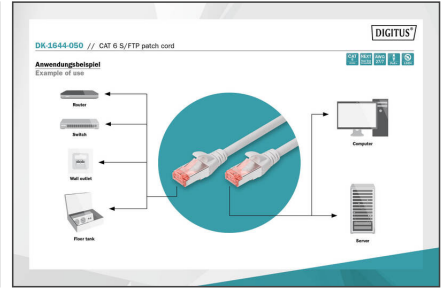 DIGITUS®
DK-1644-050 // CAT 6 S/FTP patch cord
Anwendungsbeispiel
Example of use
Router
Switch
Wall outlet
Floor tank
Computer
Server